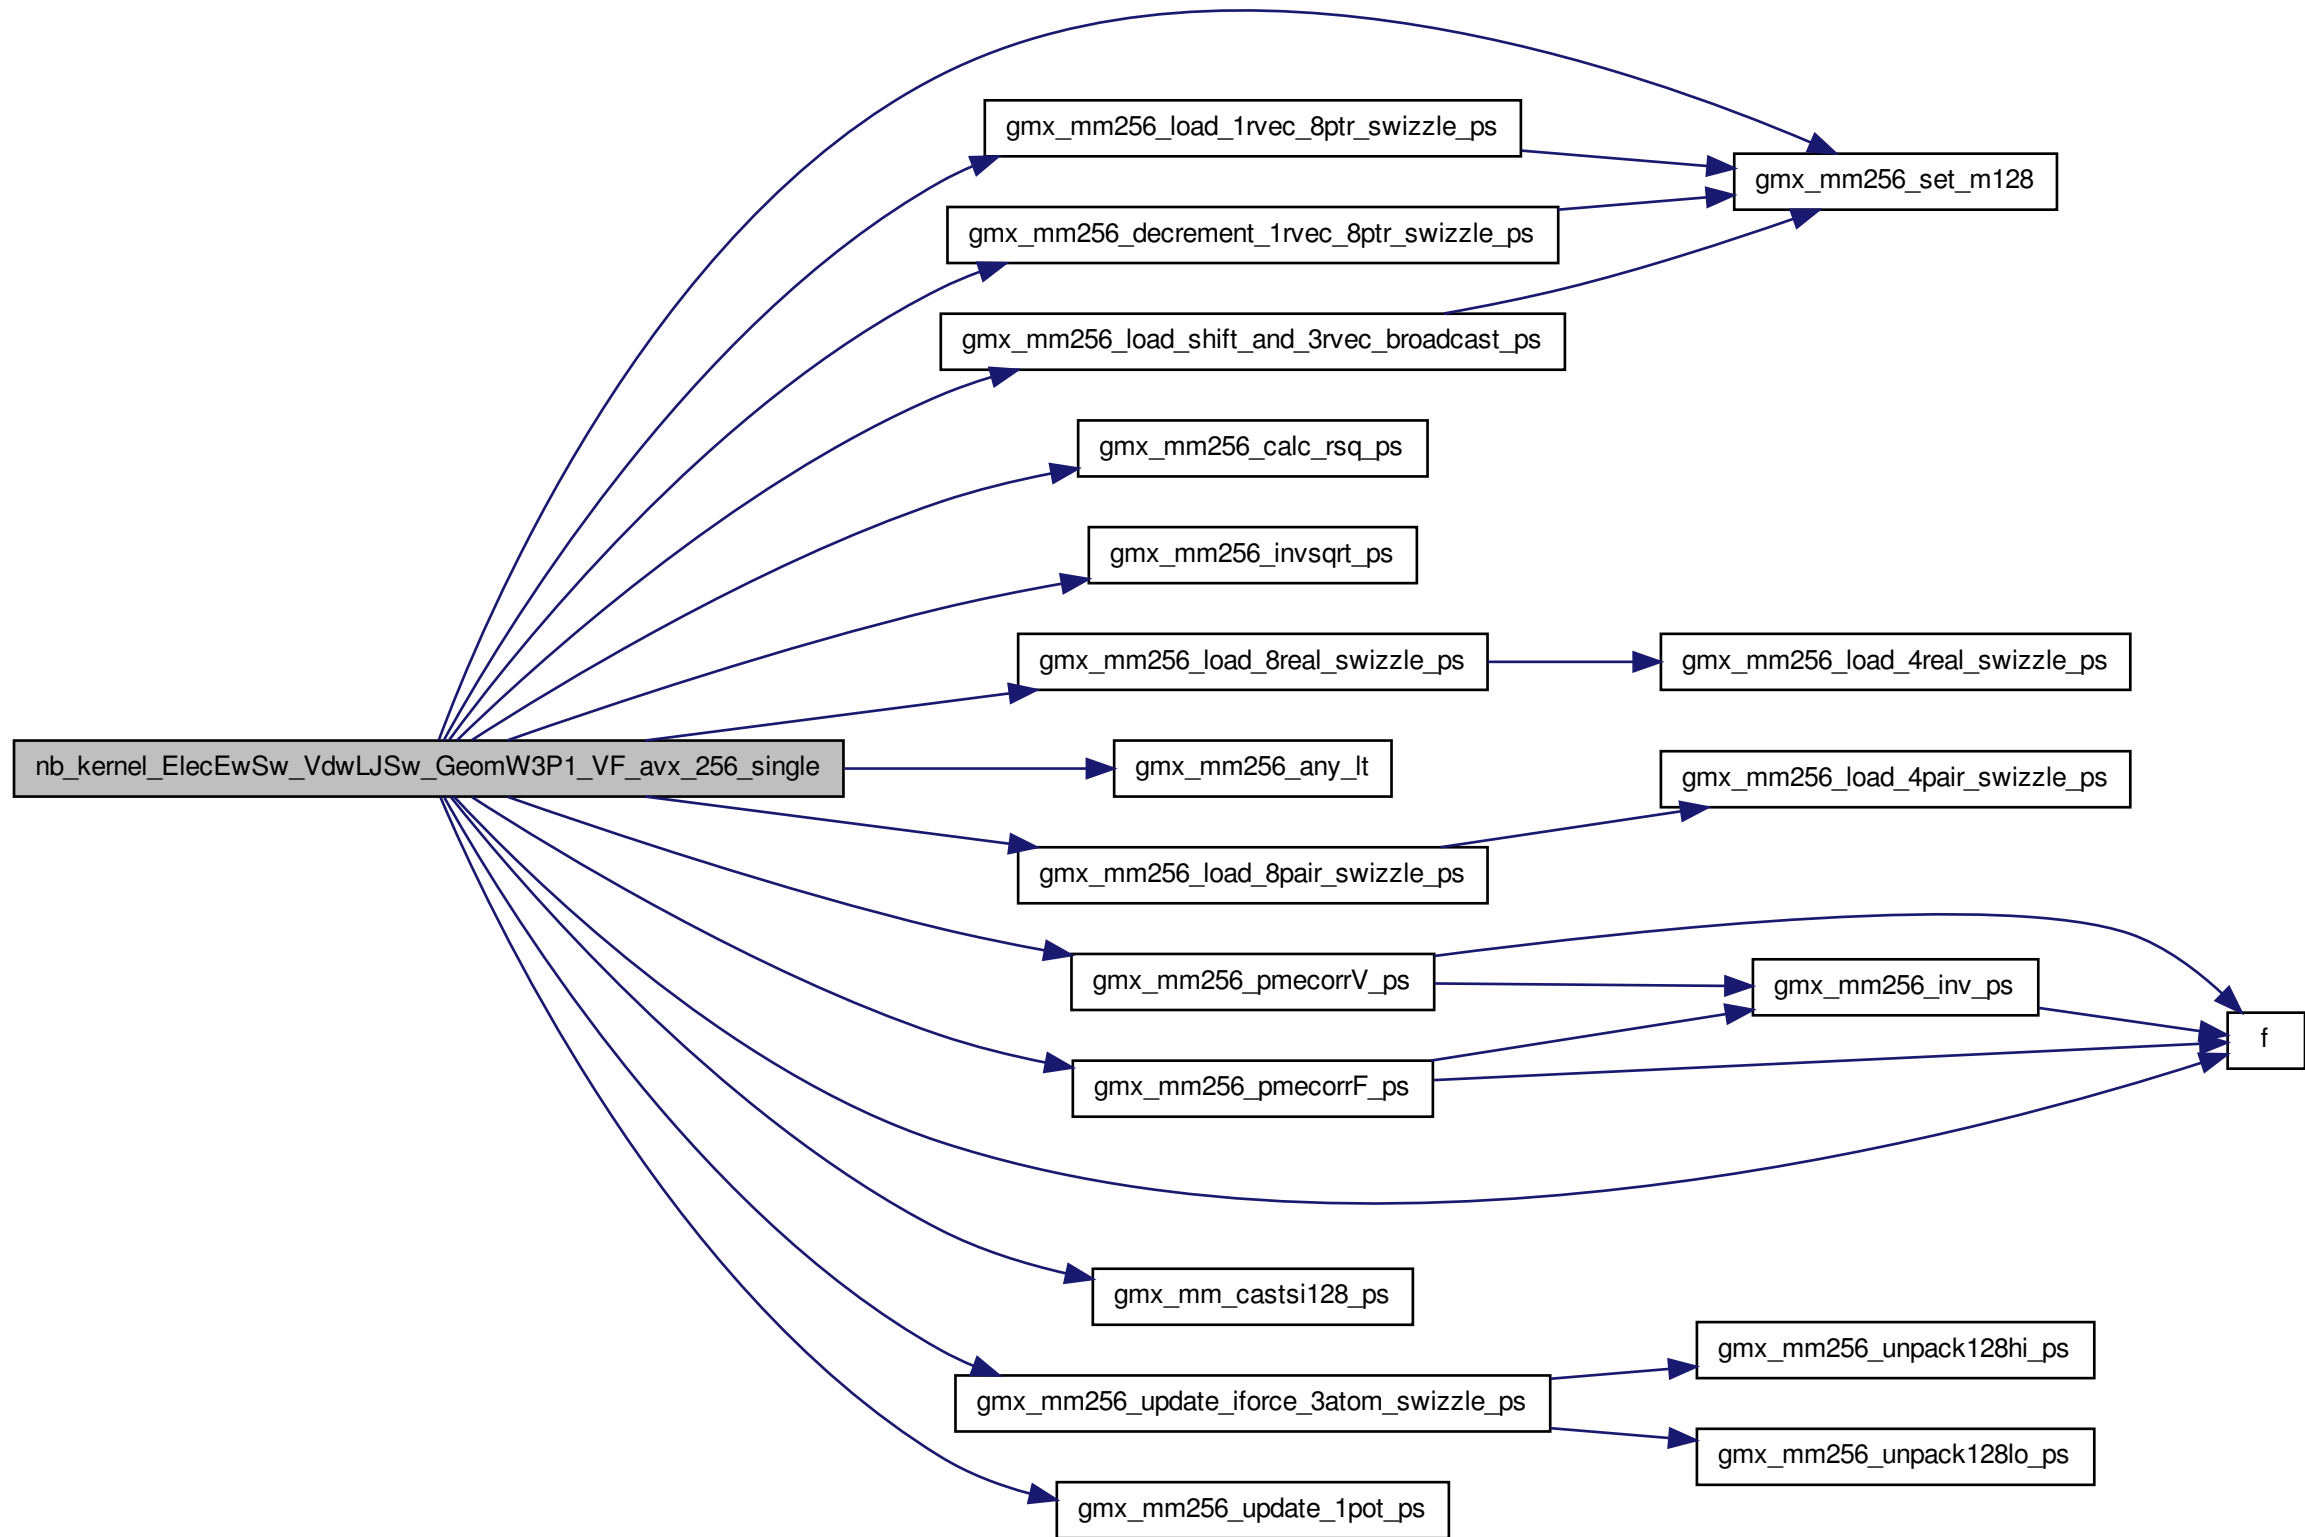 gmx_mm256_load_1rvec_8ptr_swizzle_ps
gmx_mm256_set_m128
gmx_mm256_decrement_1rvec_8ptr_swizzle_ps
gmx_mm256_load_shift_and_3rvec_broadcast_ps
gmx_mm256_calc_rsq_ps
gmx_mm256_invsqrt_ps
gmx_mm256_load_8real_swizzle_ps
gmx_mm256_load_4real_swizzle_ps
nb_kernel_ElecEwSw_VdwLJSw_GeomW3P1_VF_avx_256_single
gmx_mm256_any_lt
gmx_mm256_load_4pair_swizzle_ps
gmx_mm256_load_8pair_swizzle_ps
gmx_mm256_pmecorrV_ps
gmx_mm256_inv_ps
f
gmx_mm256_pmecorrF_ps
gmx_mm_castsi128_ps
gmx_mm256_unpack128hi_ps
gmx_mm256_update_iforce_3atom_swizzle_ps
gmx_mm256_unpack128lo_ps
gmx_mm256_update_1pot_ps